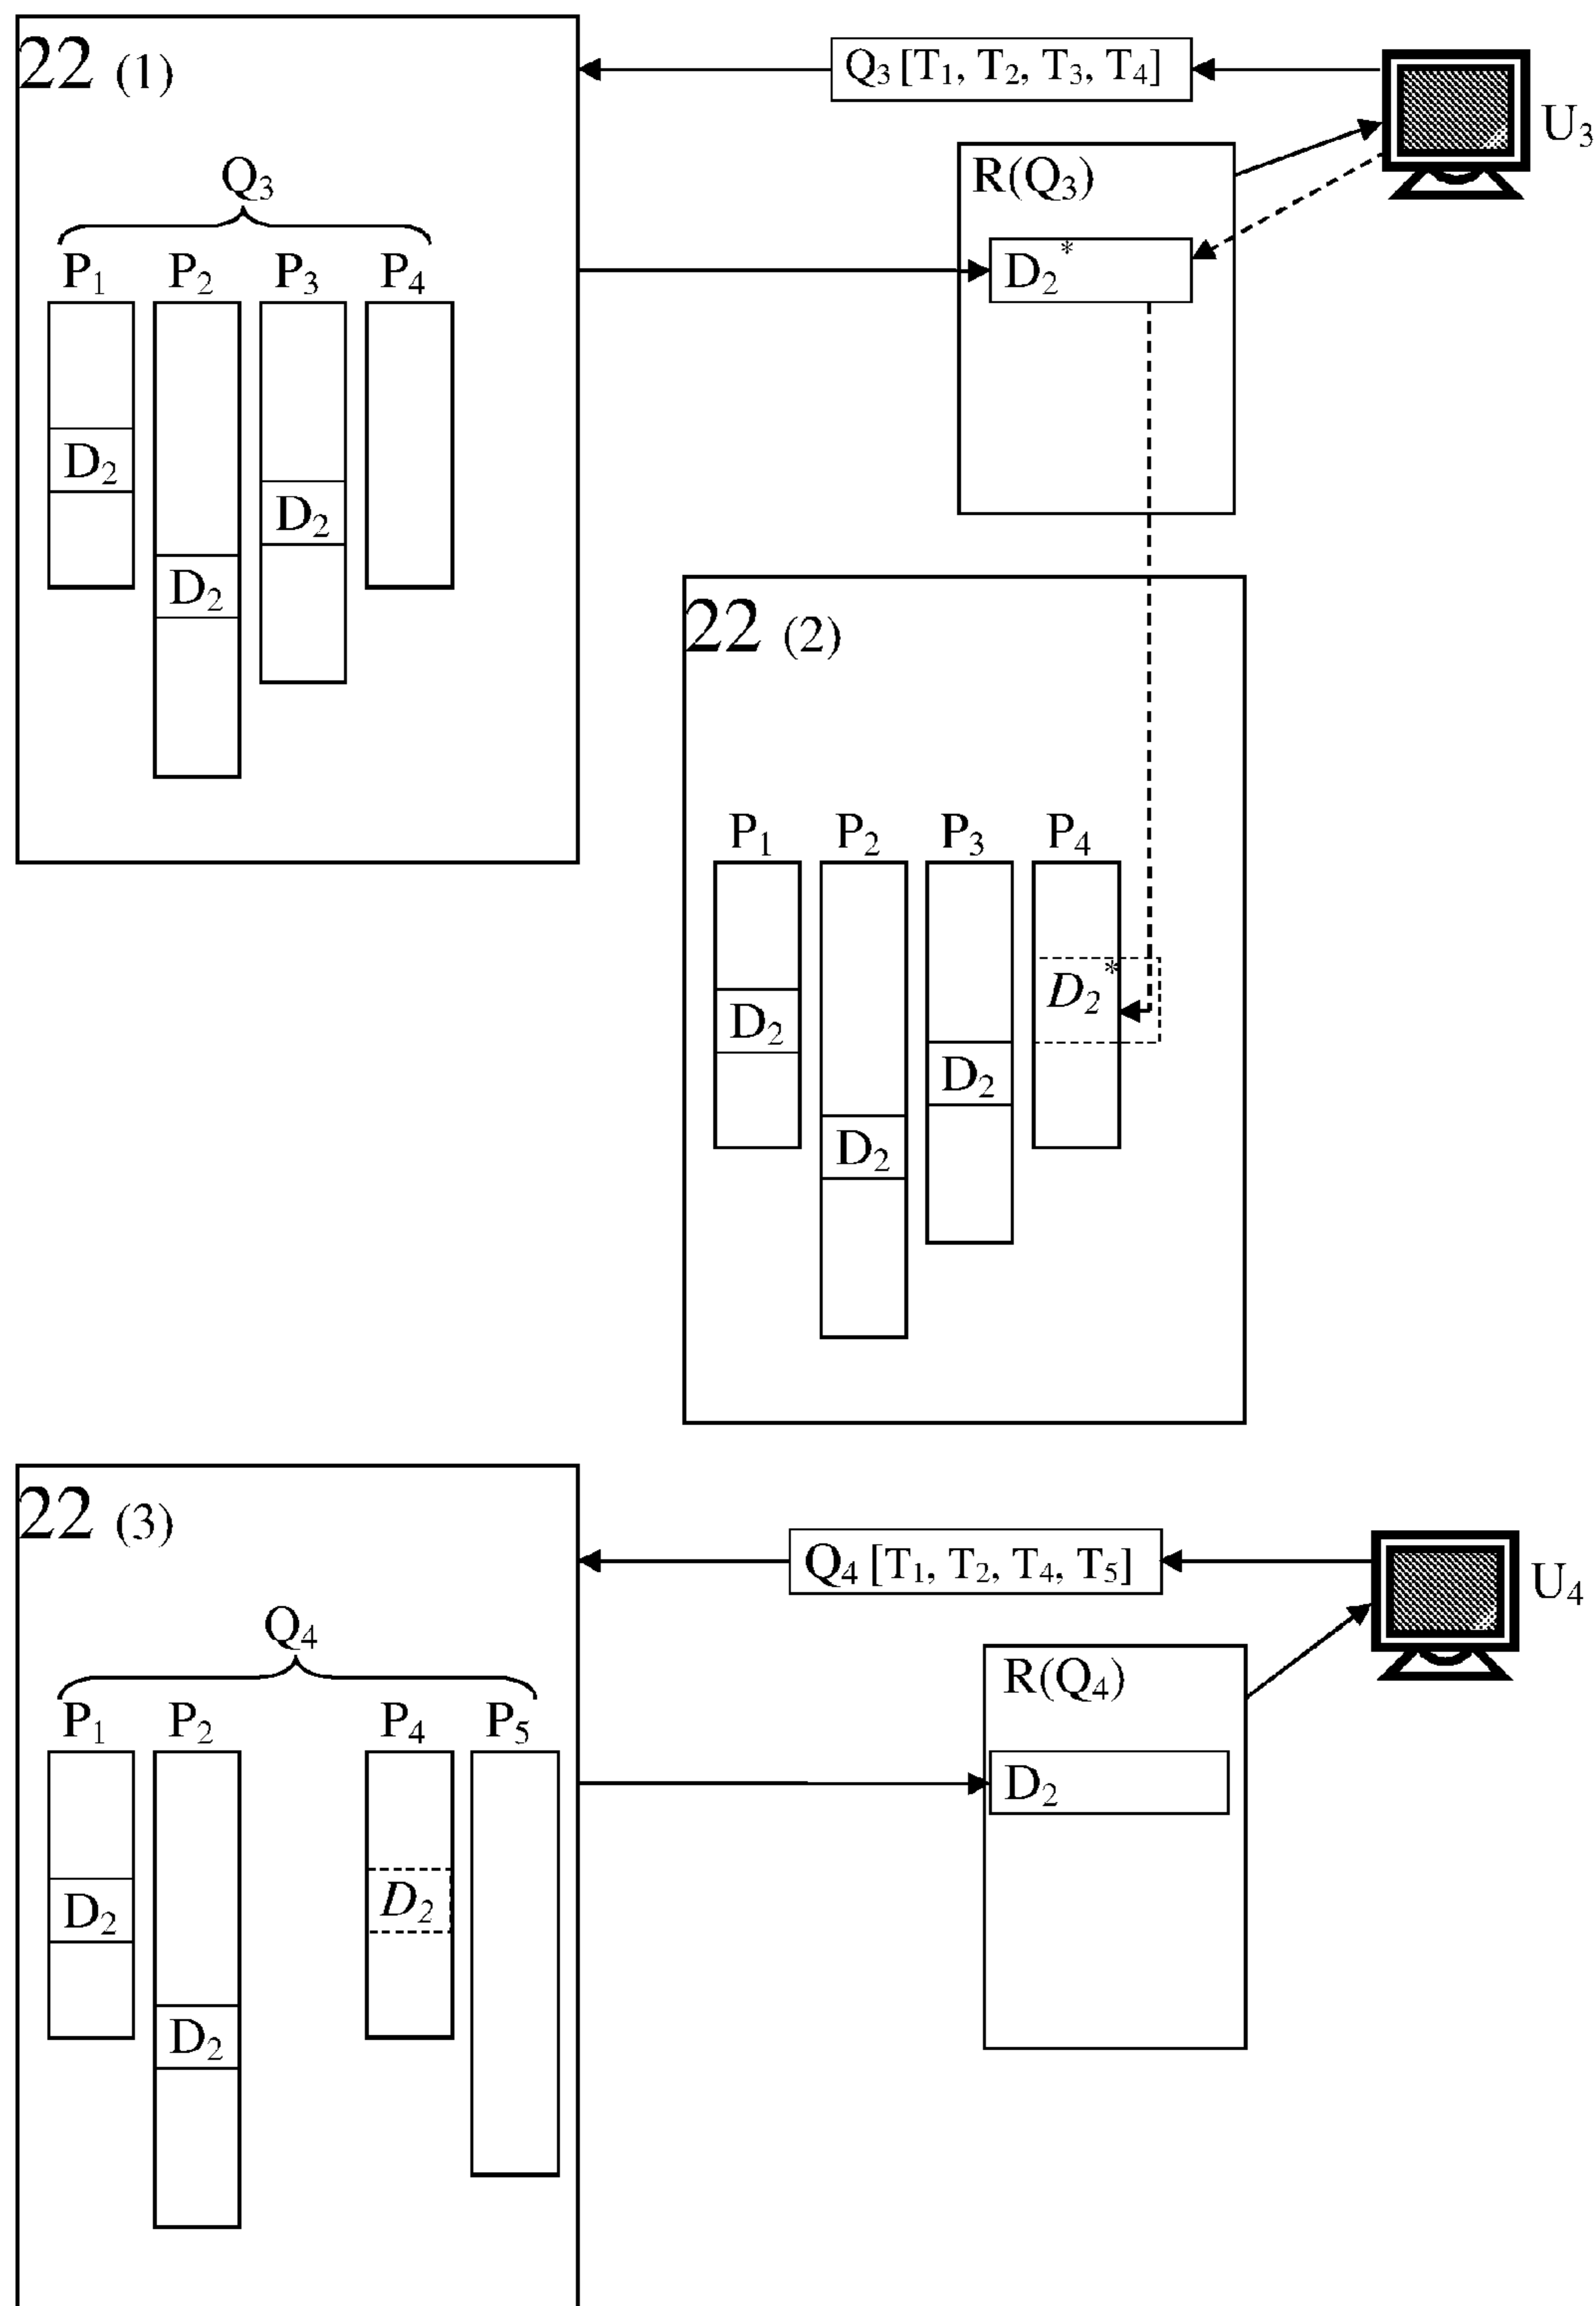 22 (1)
Q₃ [T₁, T₂, T₃, T₄]
U₃
R(Q₃)
Q₃
P₁ P₂ P₃ P₄
D₂*
D₂
D₂
D₂
22 (2)
P₁ P₂ P₃ P₄
D₂*
D₂
D₂
D₂
22 (3)
Q₄ [T₁, T₂, T₄, T₅]
U₄
Q₄
R(Q₄)
P₁ P₂ P₄ P₅
D₂
D₂
D₂
D₂